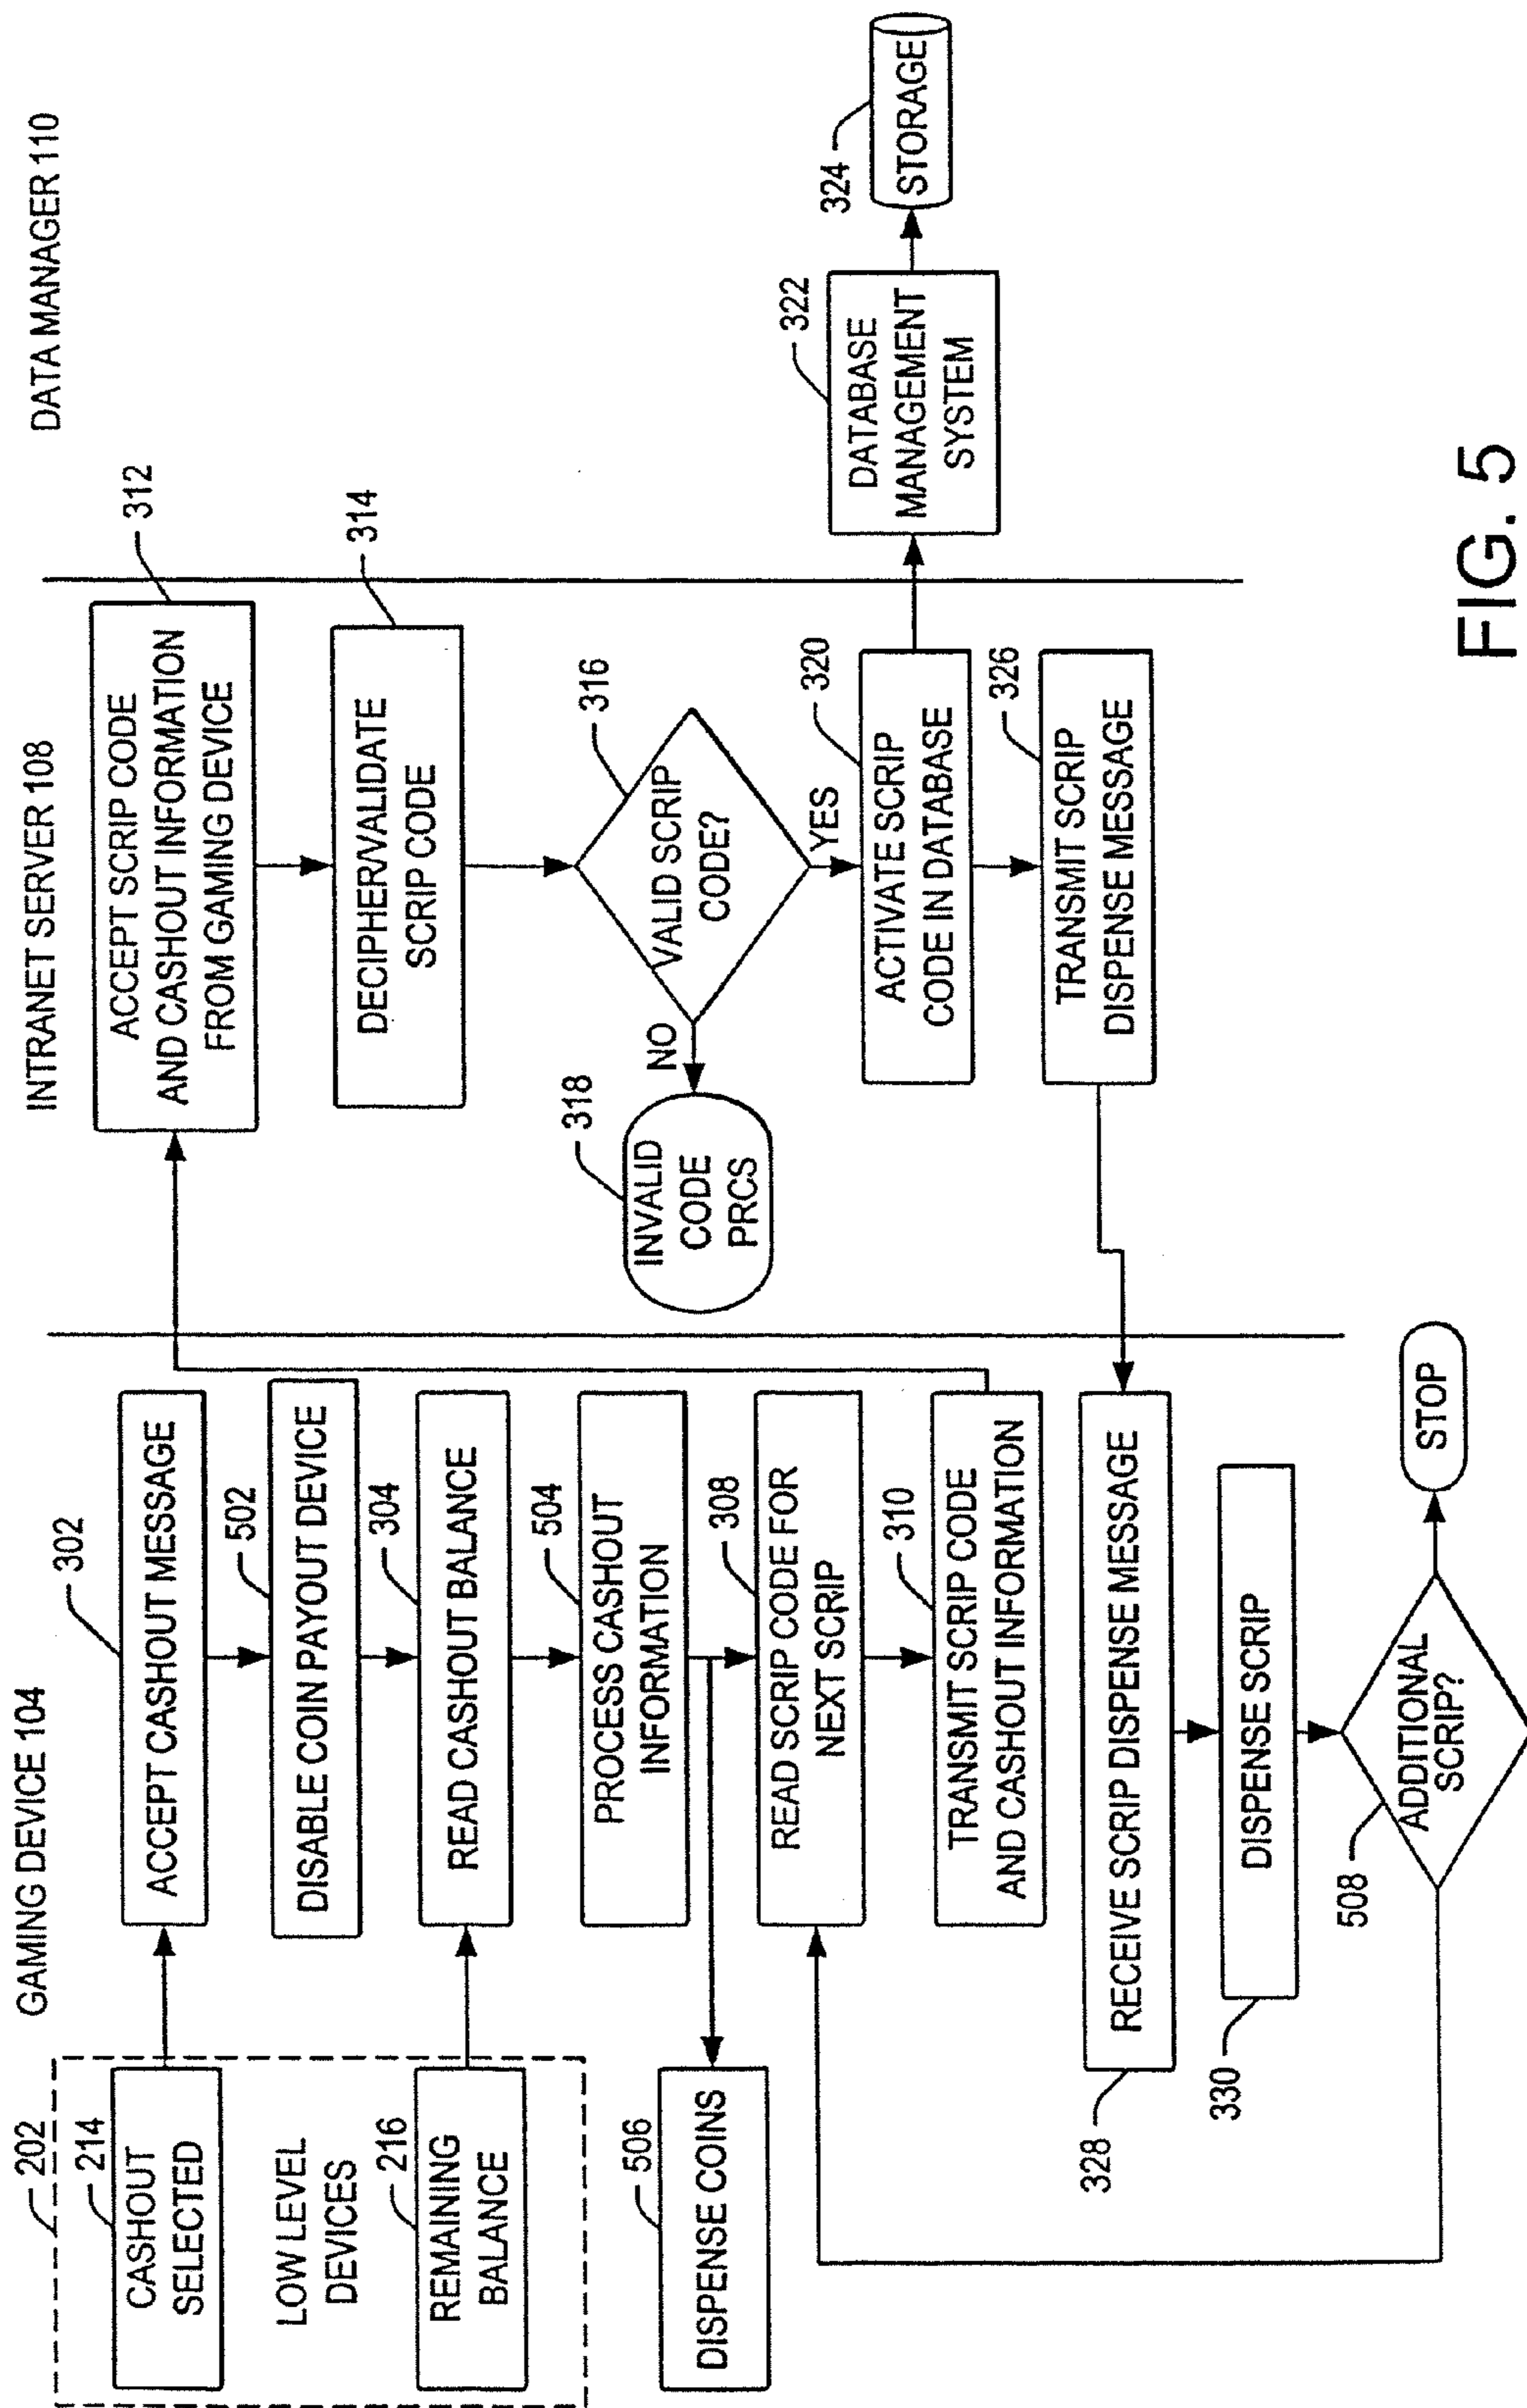 GAMING DEVICE 104
INTRANET SERVER 108
DATA MANAGER 110
202
214
CASHOUT
SELECTED
LOW LEVEL
DEVICES
216
REMAINING
BALANCE
302
ACCEPT CASHOUT MESSAGE
502
DISABLE COIN PAYOUT DEVICE
304
READ CASHOUT BALANCE
504
PROCESS CASHOUT
INFORMATION
506
DISPENSE COINS
308
READ SCRIP CODE FOR
NEXT SCRIP
310
TRANSMIT SCRIP CODE
AND CASHOUT INFORMATION
328
RECEIVE SCRIP DISPENSE MESSAGE
330
DISPENSE SCRIP
508
ADDITIONAL
SCRIP?
STOP
312
ACCEPT SCRIP CODE
AND CASHOUT INFORMATION
FROM GAMING DEVICE
314
DECIPHER/VALIDATE
SCRIP CODE
316
VALID SCRIP
CODE?
NO
YES
318
INVALID
CODE
PRCS
320
ACTIVATE SCRIP
CODE IN DATABASE
326
TRANSMIT SCRIP
DISPENSE MESSAGE
322
DATABASE
MANAGEMENT
SYSTEM
324
STORAGE
FIG. 5